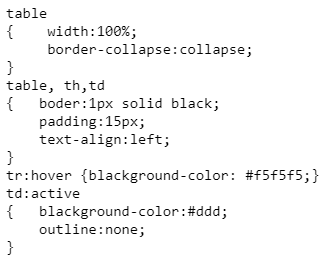 table
{    width:100%;
     border-collapse:collapse;
}
table, th,td
{   boder:1px solid black;
    padding:15px;
    text-align:left;
}
tr:hover {blackground-color: #f5f5f5;}
td:active
{   blackground-color:#ddd;
    outline:none;
}